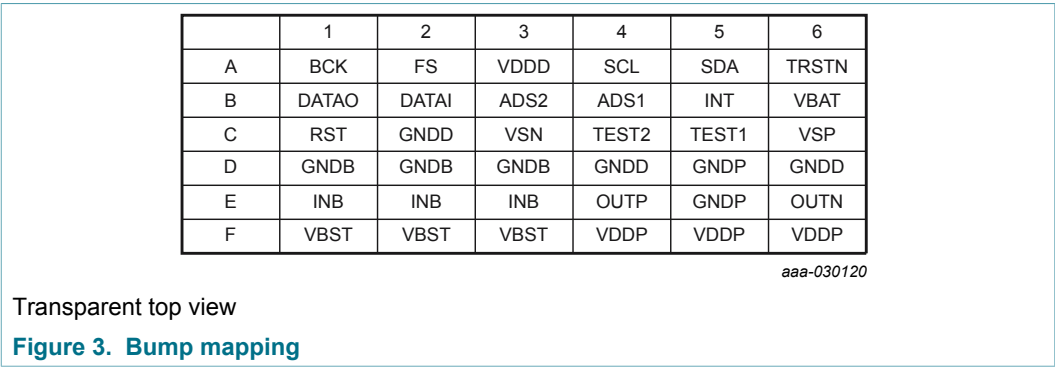 1 2 3 4 5 6
A BCK FS VDDD SCL SDA TRSTN
B DATAO DATAI ADS2 ADS1 INT VBAT
C RST GNDD VSN TEST2 TEST1 VSP
D GNDB GNDB GNDB GNDD GNDP GNDD
E INB INB INB OUTP GNDP OUTN
F VBST VBST VBST VDDP VDDP VDDP
aaa-030120
Transparent top view
Figure 3. Bump mapping